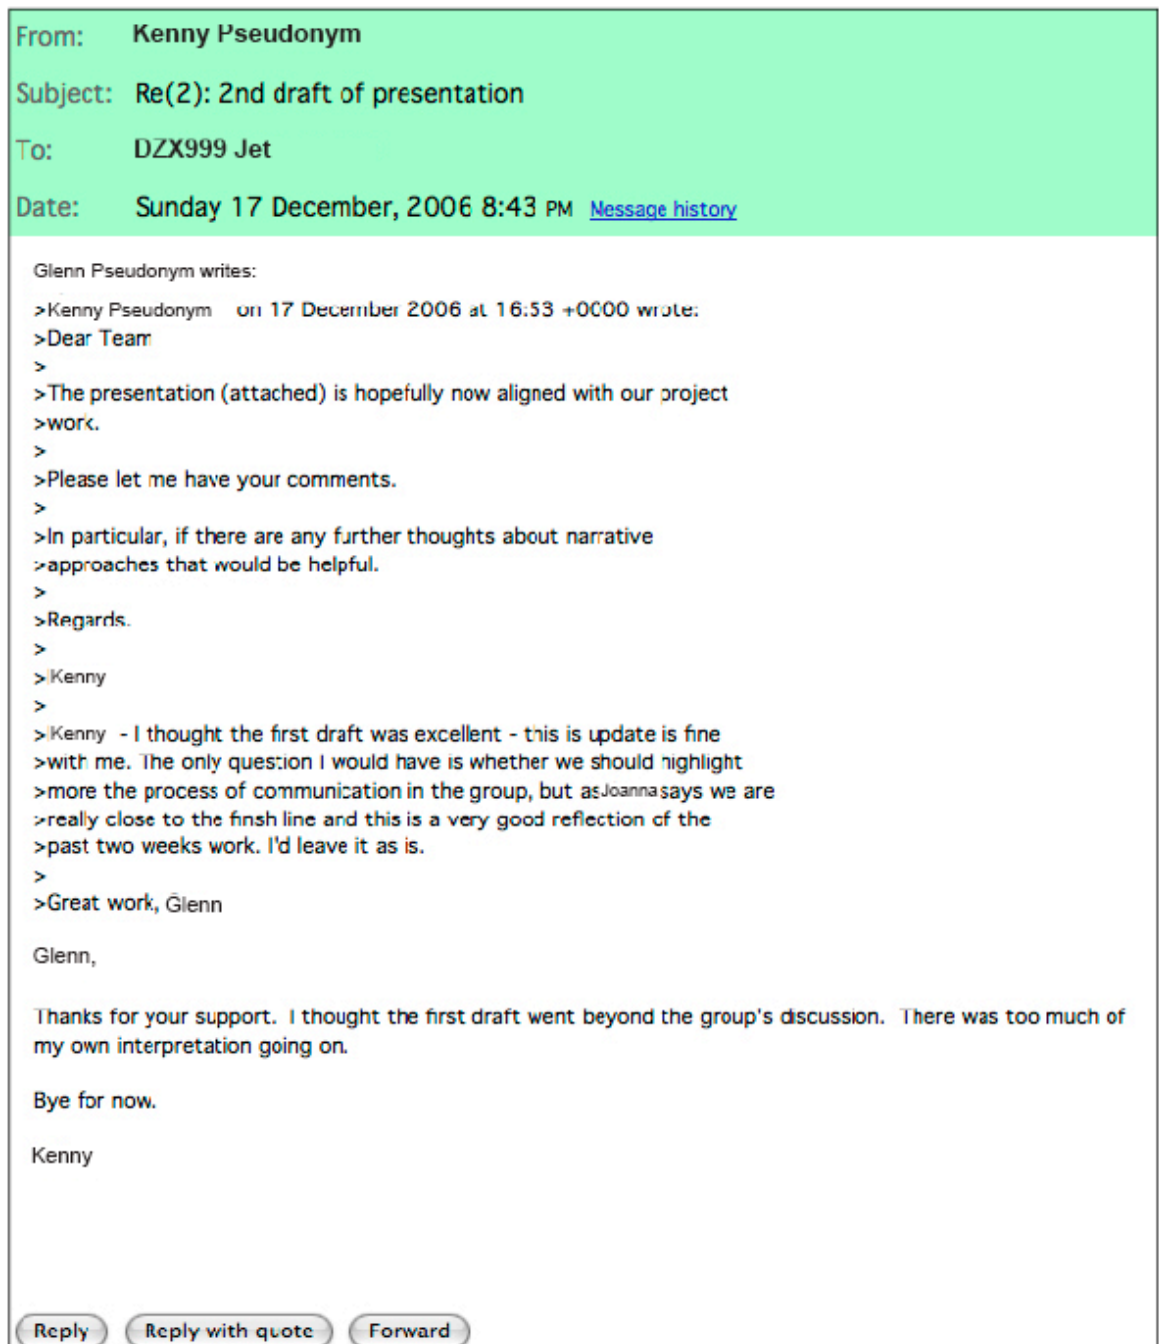 From: Kenny Pseudonym
Subject: Re(2): 2nd draft of presentation
To: DZX999 Jet
Date: Sunday 17 December, 2006 8:43 PM Message history
Glenn Pseudonym writes:
>Kenny Pseudonym on 17 December 2006 at 16:53 +0000 wrote:
>Dear Team
>
>The presentation (attached) is hopefully now aligned with our project
>work.
>
>Please let me have your comments.
>
>In particular, if there are any further thoughts about narrative
>approaches that would be helpful.
>
>Regards.
>
>Kenny
>
>Kenny - I thought the first draft was excellent - this is update is fine
>with me. The only question I would have is whether we should highlight
>more the process of communication in the group, but as Joanna says we are
>really close to the finsh line and this is a very good reflection of the
>past two weeks work. I'd leave it as is.
>
>Great work, Glenn
Glenn,
Thanks for your support. I thought the first draft went beyond the group's discussion. There was too much of
my own interpretation going on.
Bye for now.
Kenny
Reply Reply with quote Forward